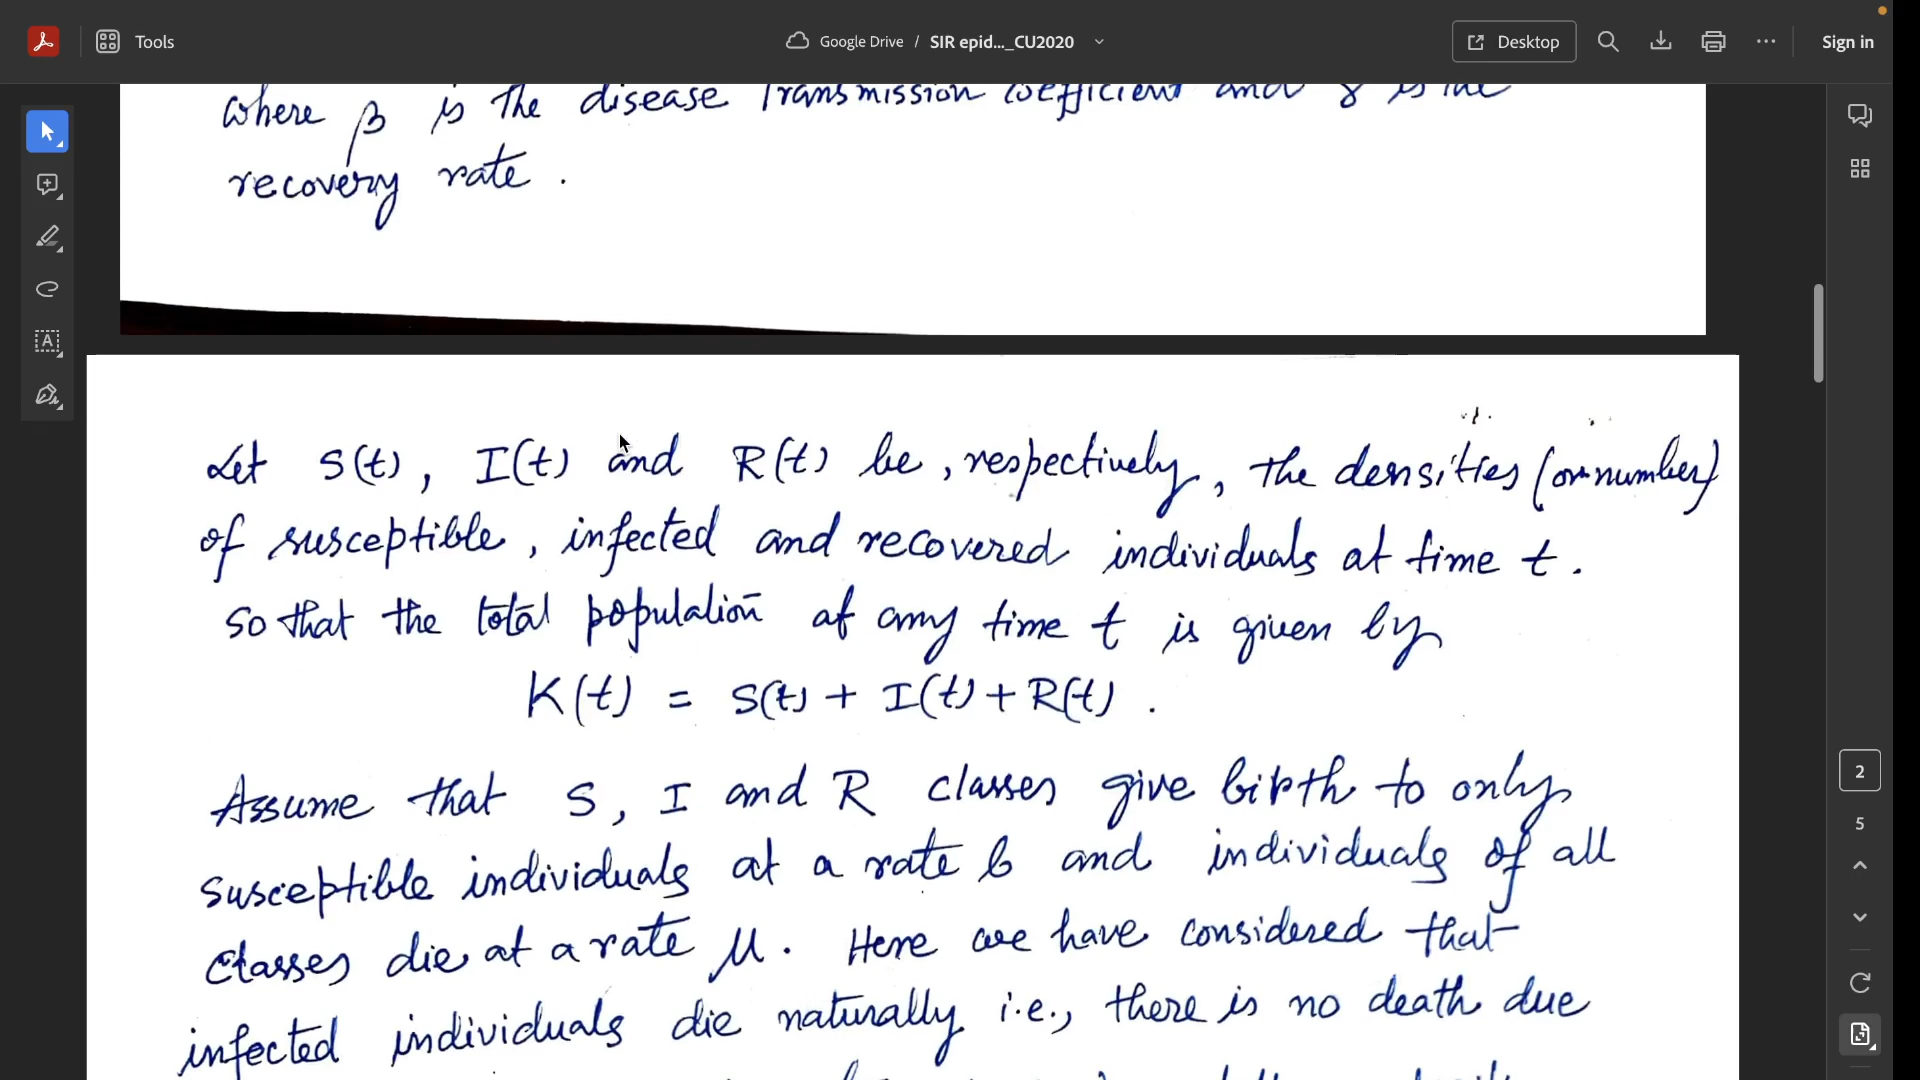 Tools
Google Drive / SIR epid..._CU2020
Desktop
Sign in
where β is the disease Transmission coefficient and γ is the
recovery rate .
Let S(t), I(t) and R(t) be, respectively, the densities (or number)
of susceptible, infected and recovered individuals at time t.
So that the total population at any time t is given by
K(t) = S(t) + I(t) + R(t) .
Assume that S, I and R classes give birth to only
susceptible individuals at a rate b and individuals of all
classes die at a rate μ. Here we have considered that
infected individuals die naturally i.e., there is no death due
2
5